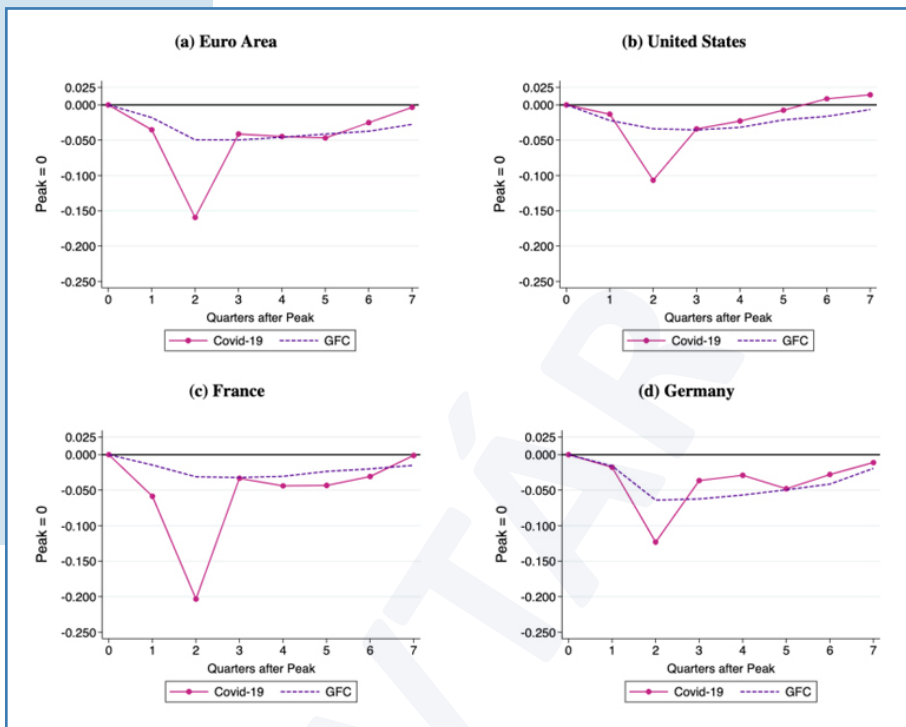 (a) Euro Area
0.025
0.000
-0.050
-0.100
-0.150
-0.200
-0.250
Peak = 0
0 1 2 3 4 5 6 7
Quarters after Peak
Covid-19 GFC
(b) United States
0.025
0.000
-0.050
-0.100
-0.150
-0.200
-0.250
Peak = 0
0 1 2 3 4 5 6 7
Quarters after Peak
Covid-19 GFC
(c) France
0.025
0.000
-0.050
-0.100
-0.150
-0.200
-0.250
Peak = 0
0 1 2 3 4 5 6 7
Quarters after Peak
Covid-19 GFC
(d) Germany
0.025
0.000
-0.050
-0.100
-0.150
-0.200
-0.250
Peak = 0
0 1 2 3 4 5 6 7
Quarters after Peak
Covid-19 GFC